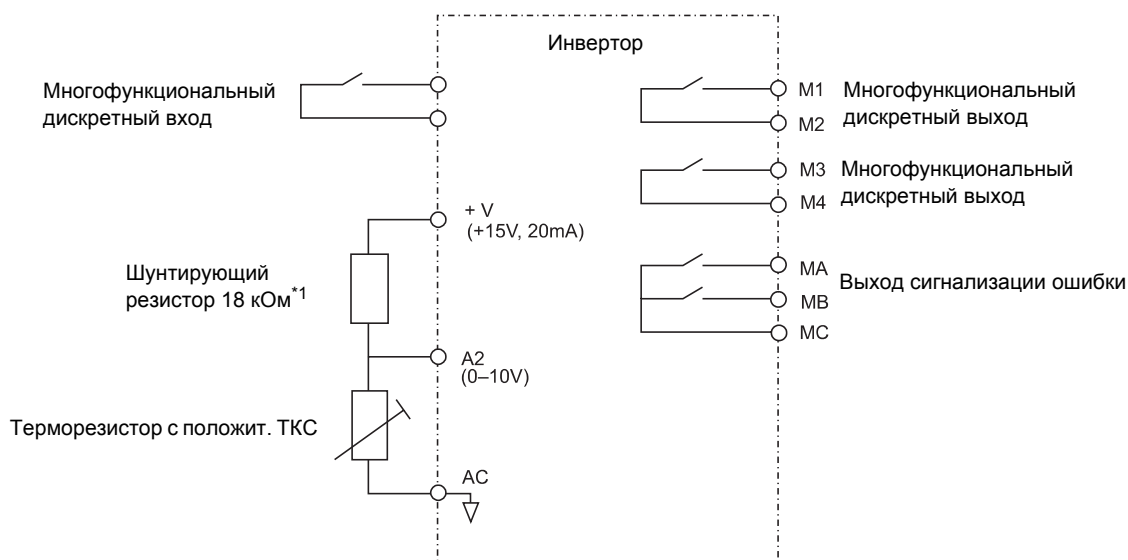 Инвертор
Многофункциональный
дискретный вход
M1
Многофункциональный
дискретный выход
M2
M3
Многофункциональный
дискретный выход
M4
+ V
(+15V, 20mA)
Шунтирующий
резистор 18 кОм*1
MA
Выход сигнализации ошибки
MB
MC
A2
(0–10V)
Терморезистор с положит. ТКС
AC